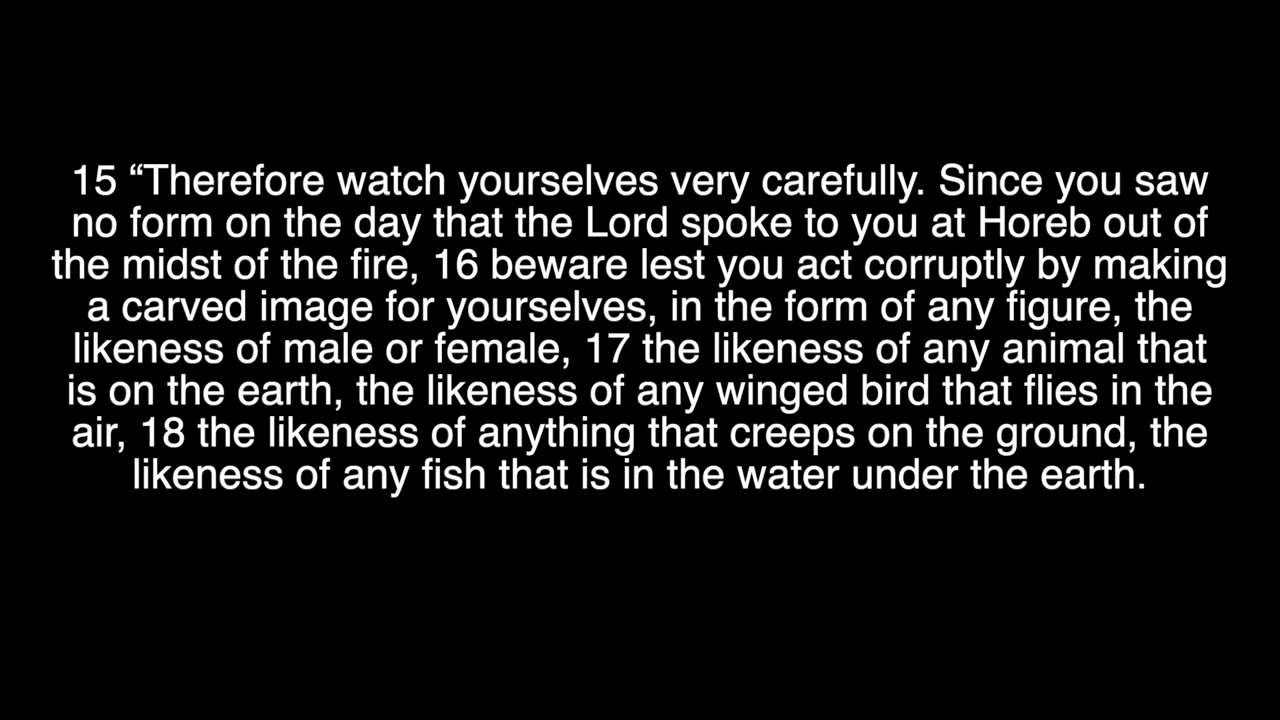 15 “Therefore watch yourselves very carefully. Since you saw
no form on the day that the Lord spoke to you at Horeb out of
the midst of the fire, 16 beware lest you act corruptly by making
a carved image for yourselves, in the form of any figure, the
likeness of male or female, 17 the likeness of any animal that
is on the earth, the likeness of any winged bird that flies in the
air, 18 the likeness of anything that creeps on the ground, the
likeness of any fish that is in the water under the earth.